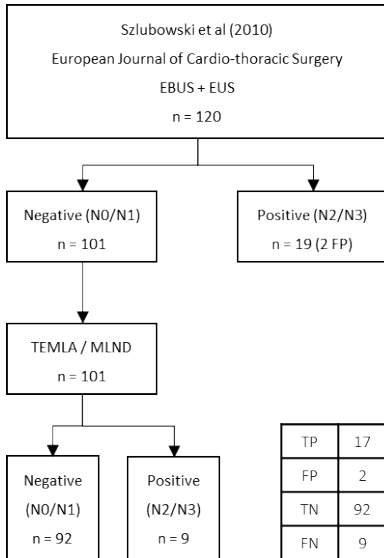 Szlubowski et al (2010)
European Journal of Cardio-thoracic Surgery
EBUS + EUS
n = 120
Negative (N0/N1)
n = 101
Positive (N2/N3)
n = 19 (2 FP)
TEMLA / MLND
n = 101
Negative
(N0/N1)
n = 92
Positive
(N2/N3)
n = 9
TP 17
FP 2
TN 92
FN 9